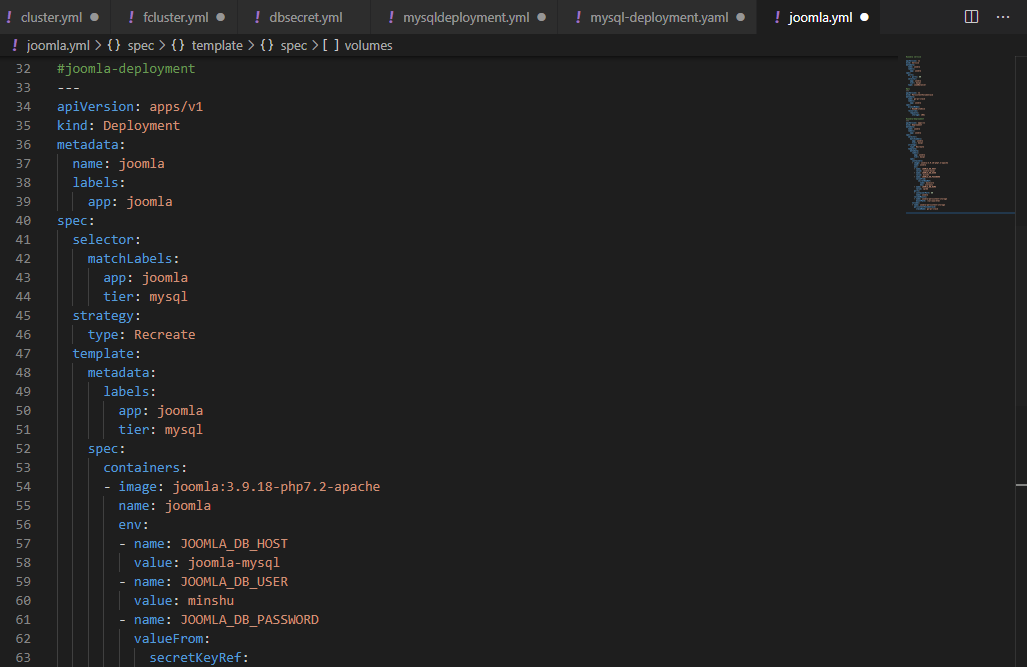 ! cluster.yml ! fcluster.yml ! dbsecret.yml ! mysqldeployment.yml ! mysql-deployment.yaml ! joomla.yml ...
! joomla.yml > {} spec > {} template > {} spec > [ ] volumes
32 #joomla-deployment
33 ---
34 apiVersion: apps/v1
35 kind: Deployment
36 metadata:
37   name: joomla
38   labels:
39     app: joomla
40 spec:
41   selector:
42     matchLabels:
43       app: joomla
44       tier: mysql
45   strategy:
46     type: Recreate
47   template:
48     metadata:
49       labels:
50         app: joomla
51         tier: mysql
52     spec:
53       containers:
54       - image: joomla:3.9.18-php7.2-apache
55         name: joomla
56         env:
57         - name: JOOMLA_DB_HOST
58           value: joomla-mysql
59         - name: JOOMLA_DB_USER
60           value: minshu
61         - name: JOOMLA_DB_PASSWORD
62           valueFrom:
63             secretKeyRef: